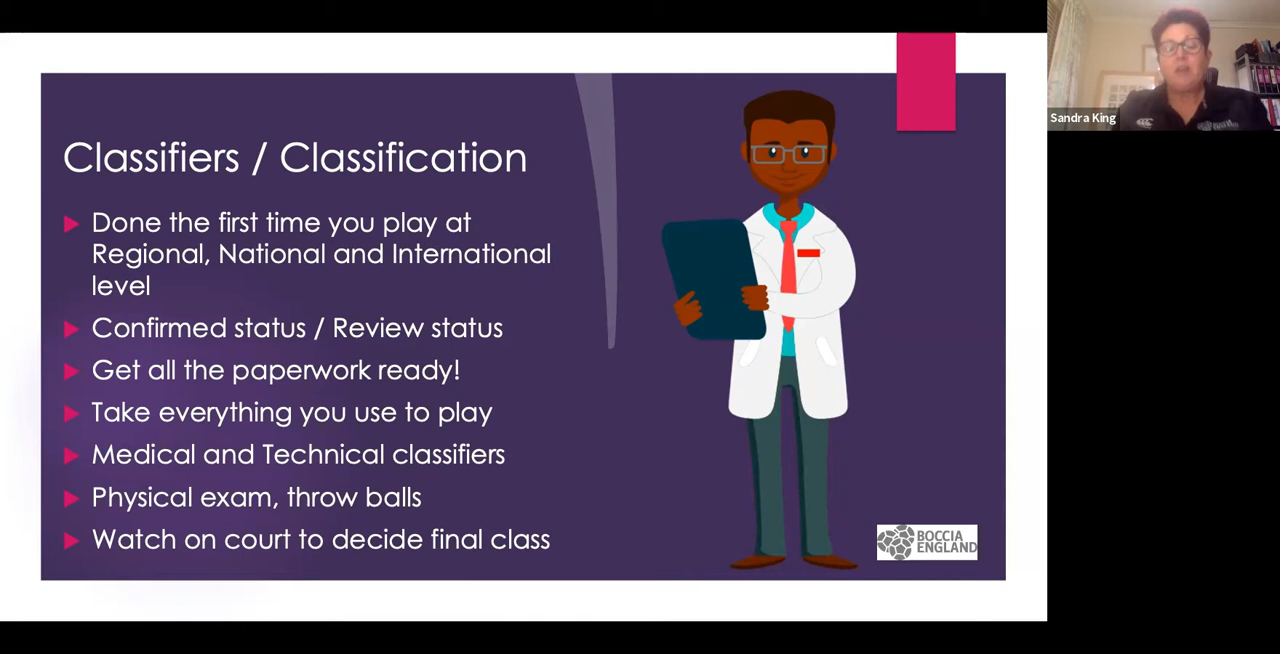 Classifiers / Classification
Done the first time you play at
Regional, National and International
level
Confirmed status / Review status
Get all the paperwork ready!
Take everything you use to play
Medical and Technical classifiers
Physical exam, throw balls
Watch on court to decide final class
BOCCIA
ENGLAND
Sandra King